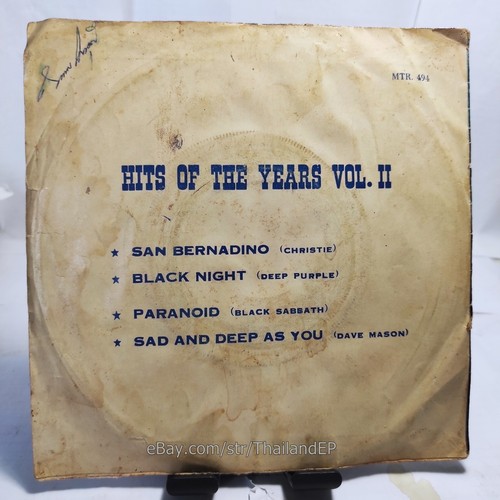 MTR. 494
HITS OF THE YEARS VOL. II
★ SAN BERNADINO (CHRISTIE)
★ BLACK NIGHT (DEEP PURPLE)
★ PARANOID (BLACK SABBATH)
★ SAD AND DEEP AS YOU (DAVE MASON)
eBay.com/str/ThailandEP